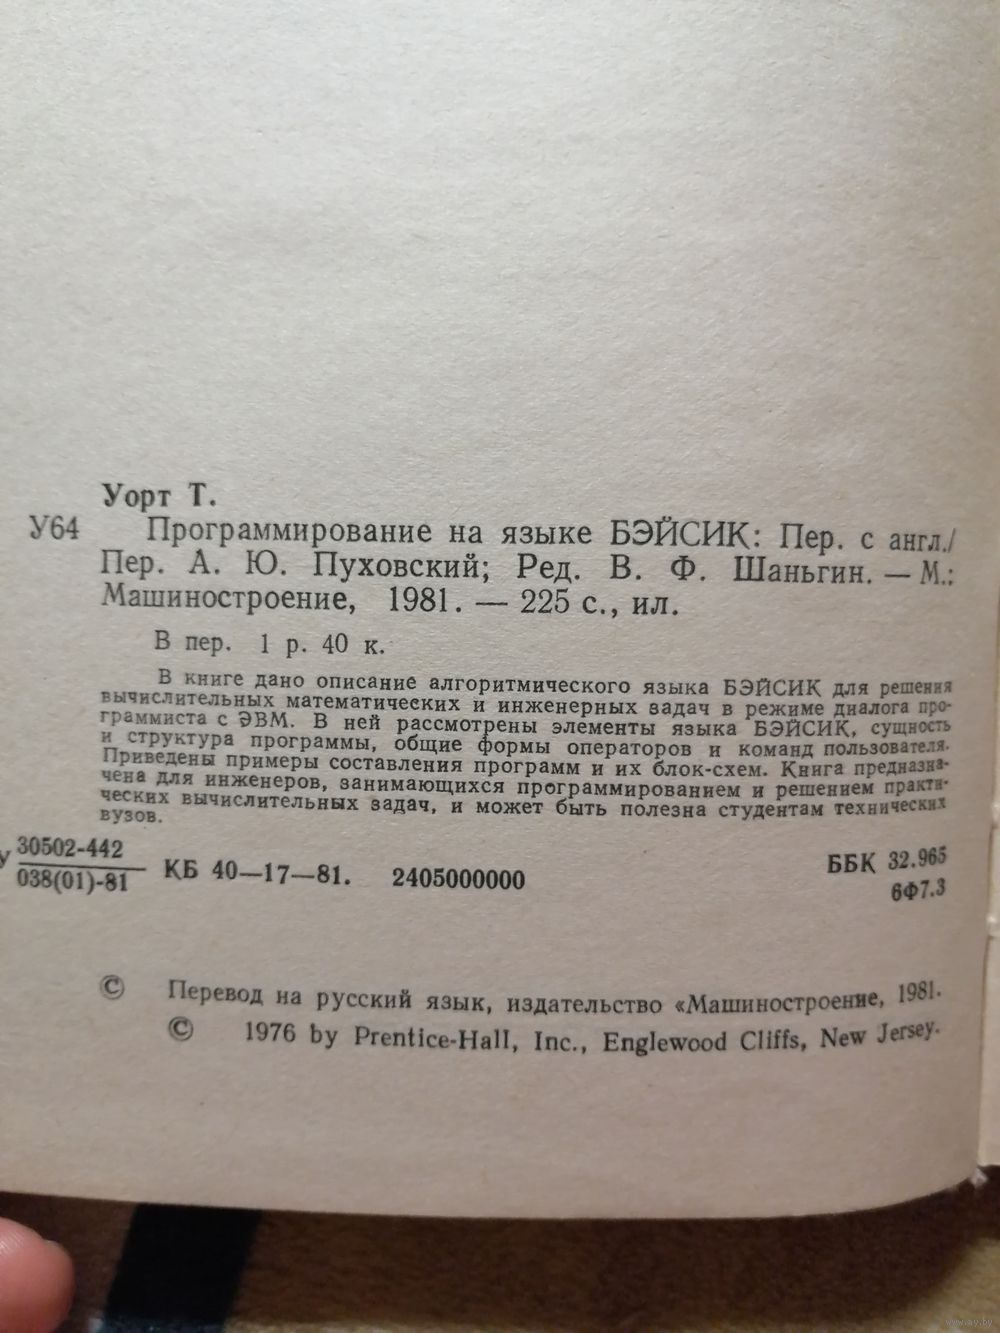 Уорт Т.
У64 Программирование на языке БЭЙСИК: Пер. с англ./
Пер. А. Ю. Пуховский; Ред. В. Ф. Шаньгин. — М.:
Машиностроение, 1981. — 225 с., ил.
В пер. 1 р. 40 к.
В книге дано описание алгоритмического языка БЭЙСИК для решения
вычислительных математических и инженерных задач в режиме диалога про-
граммиста с ЭВМ. В ней рассмотрены элементы языка БЭЙСИК, сущность
и структура программы, общие формы операторов и команд пользователя.
Приведены примеры составления программ и их блок-схем. Книга предназна-
чена для инженеров, занимающихся программированием и решением практи-
ческих вычислительных задач, и может быть полезна студентам технических
вузов.
У 30502-442
038(01)-81 КБ 40—17—81. 2405000000
ББК 32.965
6Ф7.3
© Перевод на русский язык, издательство «Машиностроение, 1981.
© 1976 by Prentice-Hall, Inc., Englewood Cliffs, New Jersey.
www.ay.by